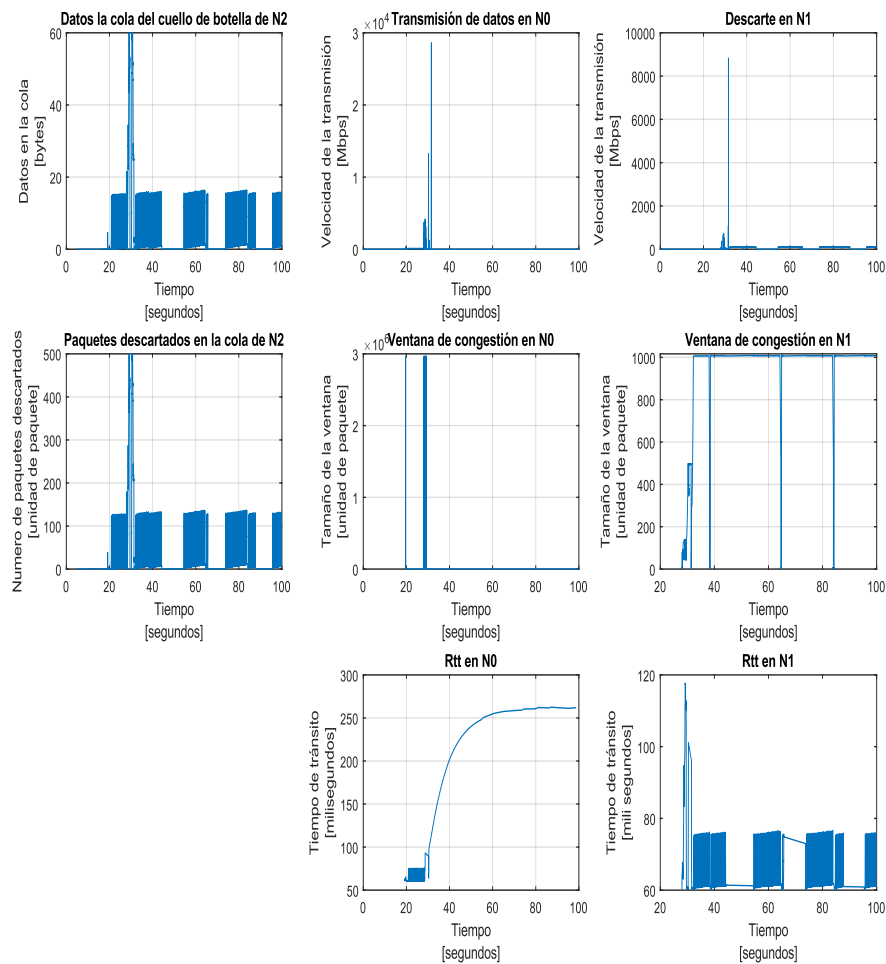 Datos la cola del cuello de botella de N2
Datos en la cola
[bytes]
60
40
20
0
0 20 40 60 80 100
Tiempo
[segundos]
×10⁴
Transmisión de datos en N0
Velocidad de la transmisión
[Mbps]
3
2
1
0
0 20 40 60 80 100
Tiempo
[segundos]
Descarte en N1
Velocidad de la transmisión
[Mbps]
10000
8000
6000
4000
2000
0
0 20 40 60 80 100
Tiempo
[segundos]
Paquetes descartados en la cola de N2
Numero de paquetes descartados
[unidad de paquete]
500
400
300
200
100
0
0 20 40 60 80 100
Tiempo
[segundos]
Ventana de congestión en N0
Tamaño de la ventana
[unidad de paquete]
3
2
1
0
0 20 40 60 80 100
Tiempo
[segundos]
Ventana de congestión en N1
Tamaño de la ventana
[unidad de paquete]
1000
800
600
400
200
0
0 20 40 60 80 100
Tiempo
[segundos]
Rtt en N0
Tiempo de tránsito
[milisegundos]
300
250
200
150
100
50
0 20 40 60 80 100
Tiempo
[segundos]
Rtt en N1
Tiempo de tránsito
[mili segundos]
120
100
80
60
20 40 60 80 100
Tiempo
[segundos]